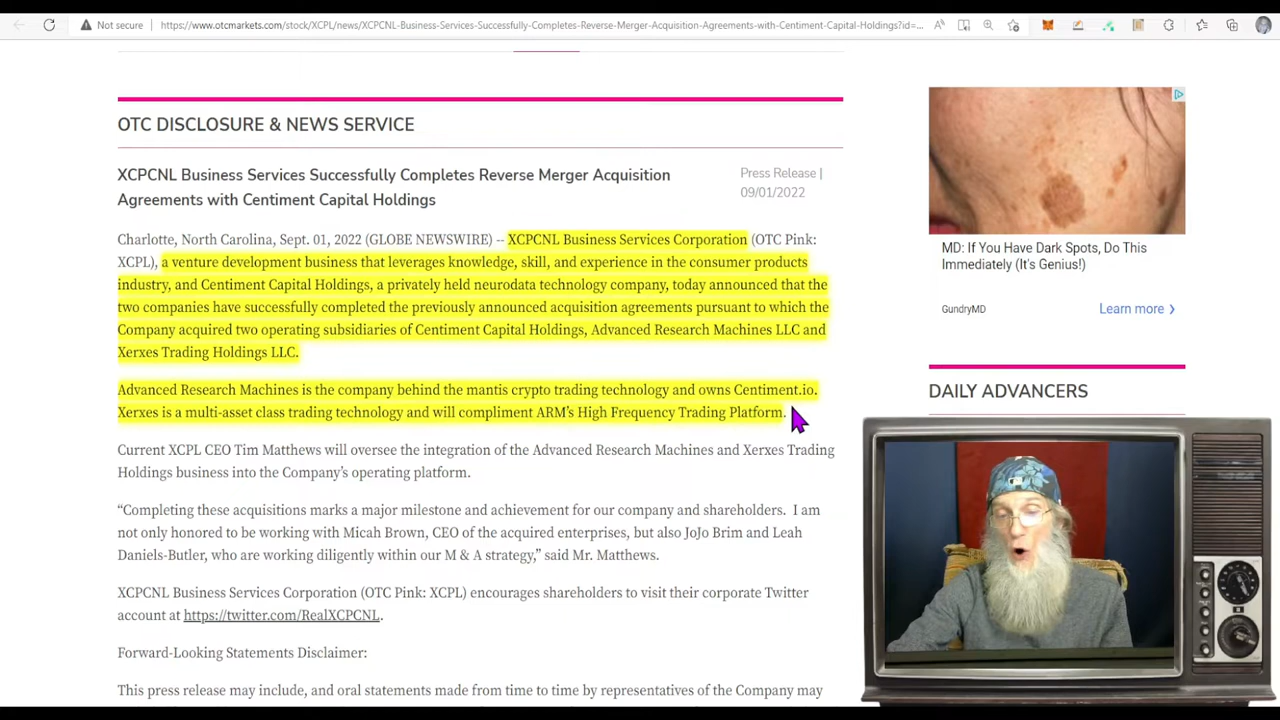 Not secure
https://www.otcmarkets.com/stock/XCPL/news/XCPCNL-Business-Services-Successfully-Completes-Reverse-Merger-Acquisition-Agreements-with-Centiment-Capital-Holdings?id=...
OTC DISCLOSURE & NEWS SERVICE
XCPCNL Business Services Successfully Completes Reverse Merger Acquisition
Agreements with Centiment Capital Holdings
Press Release |
09/01/2022
Charlotte, North Carolina, Sept. 01, 2022 (GLOBE NEWSWIRE) -- XCPCNL Business Services Corporation (OTC Pink:
XCPL), a venture development business that leverages knowledge, skill, and experience in the consumer products
industry, and Centiment Capital Holdings, a privately held neurodata technology company, today announced that the
two companies have successfully completed the previously announced acquisition agreements pursuant to which the
Company acquired two operating subsidiaries of Centiment Capital Holdings, Advanced Research Machines LLC and
Xerxes Trading Holdings LLC.
Advanced Research Machines is the company behind the mantis crypto trading technology and owns Centiment.io.
Xerxes is a multi-asset class trading technology and will compliment ARM's High Frequency Trading Platform.
Current XCPL CEO Tim Matthews will oversee the integration of the Advanced Research Machines and Xerxes Trading
Holdings business into the Company's operating platform.
“Completing these acquisitions marks a major milestone and achievement for our company and shareholders. I am
not only honored to be working with Micah Brown, CEO of the acquired enterprises, but also JoJo Brim and Leah
Daniels-Butler, who are working diligently within our M & A strategy,” said Mr. Matthews.
XCPCNL Business Services Corporation (OTC Pink: XCPL) encourages shareholders to visit their corporate Twitter
account at https://twitter.com/RealXCPCNL.
Forward-Looking Statements Disclaimer:
This press release may include, and oral statements made from time to time by representatives of the Company may
MD: If You Have Dark Spots, Do This
Immediately (It's Genius!)
GundryMD
Learn more ❯
DAILY ADVANCERS